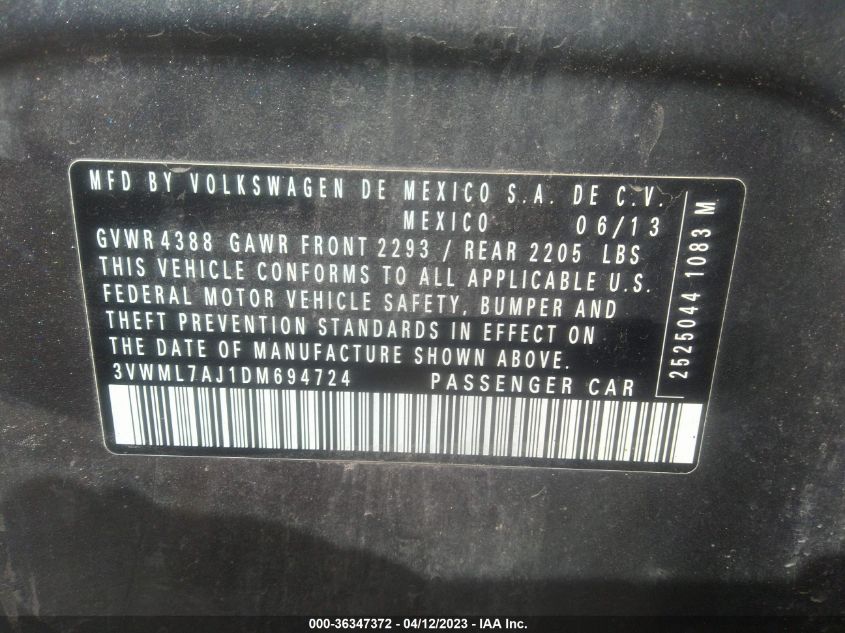 MFD BY VOLKSWAGEN DE MEXICO S.A. DE C.V.
MEXICO 06/13
GVWR 4388 GAWR FRONT 2293 / REAR 2205 LBS
THIS VEHICLE CONFORMS TO ALL APPLICABLE U.S.
FEDERAL MOTOR VEHICLE SAFETY, BUMPER AND
THEFT PREVENTION STANDARDS IN EFFECT ON
THE DATE OF MANUFACTURE SHOWN ABOVE.
3VWML7AJ1DM694724 PASSENGER CAR
2525044 1083 M
000-36347372 - 04/12/2023 - IAA Inc.